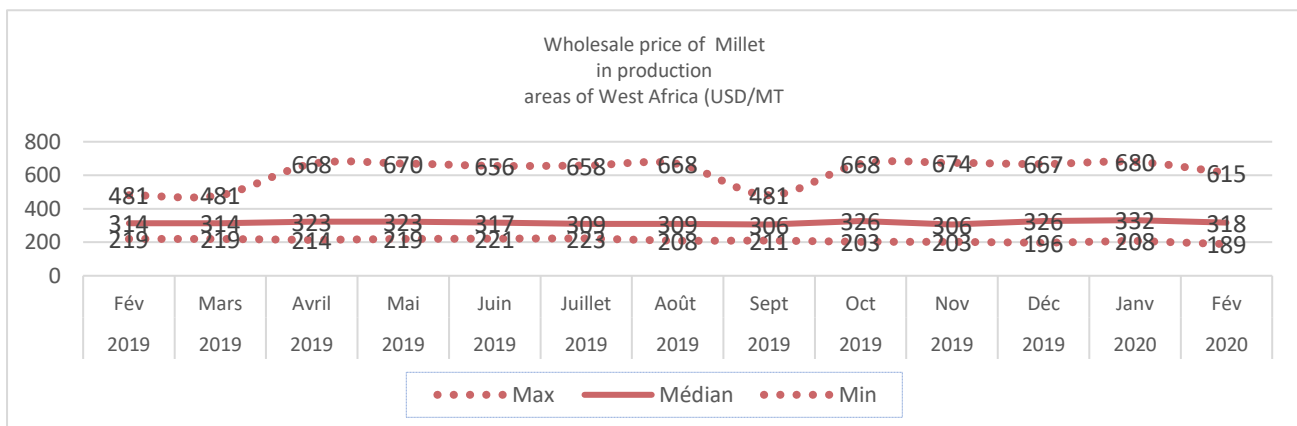 Wholesale price of Millet
in production
areas of West Africa (USD/MT
800
600
400
200
0
481 481 668 670 656 658 668 481 668 674 667 680 615
314 314 323 323 317 309 309 306 326 306 326 332 318
219 219 214 219 221 223 208 211 203 203 196 208 189
Fév Mars Avril Mai Juin Juillet Août Sept Oct Nov Déc Janv Fév
2019 2019 2019 2019 2019 2019 2019 2019 2019 2019 2019 2020 2020
Max Médian Min